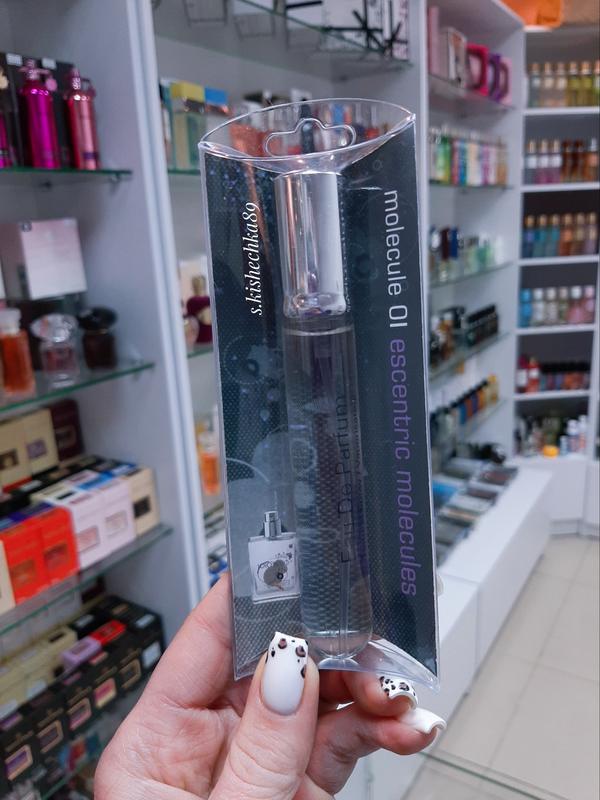 s.kishechka89
molecule 01 escentric molecules
Eau De Parfum